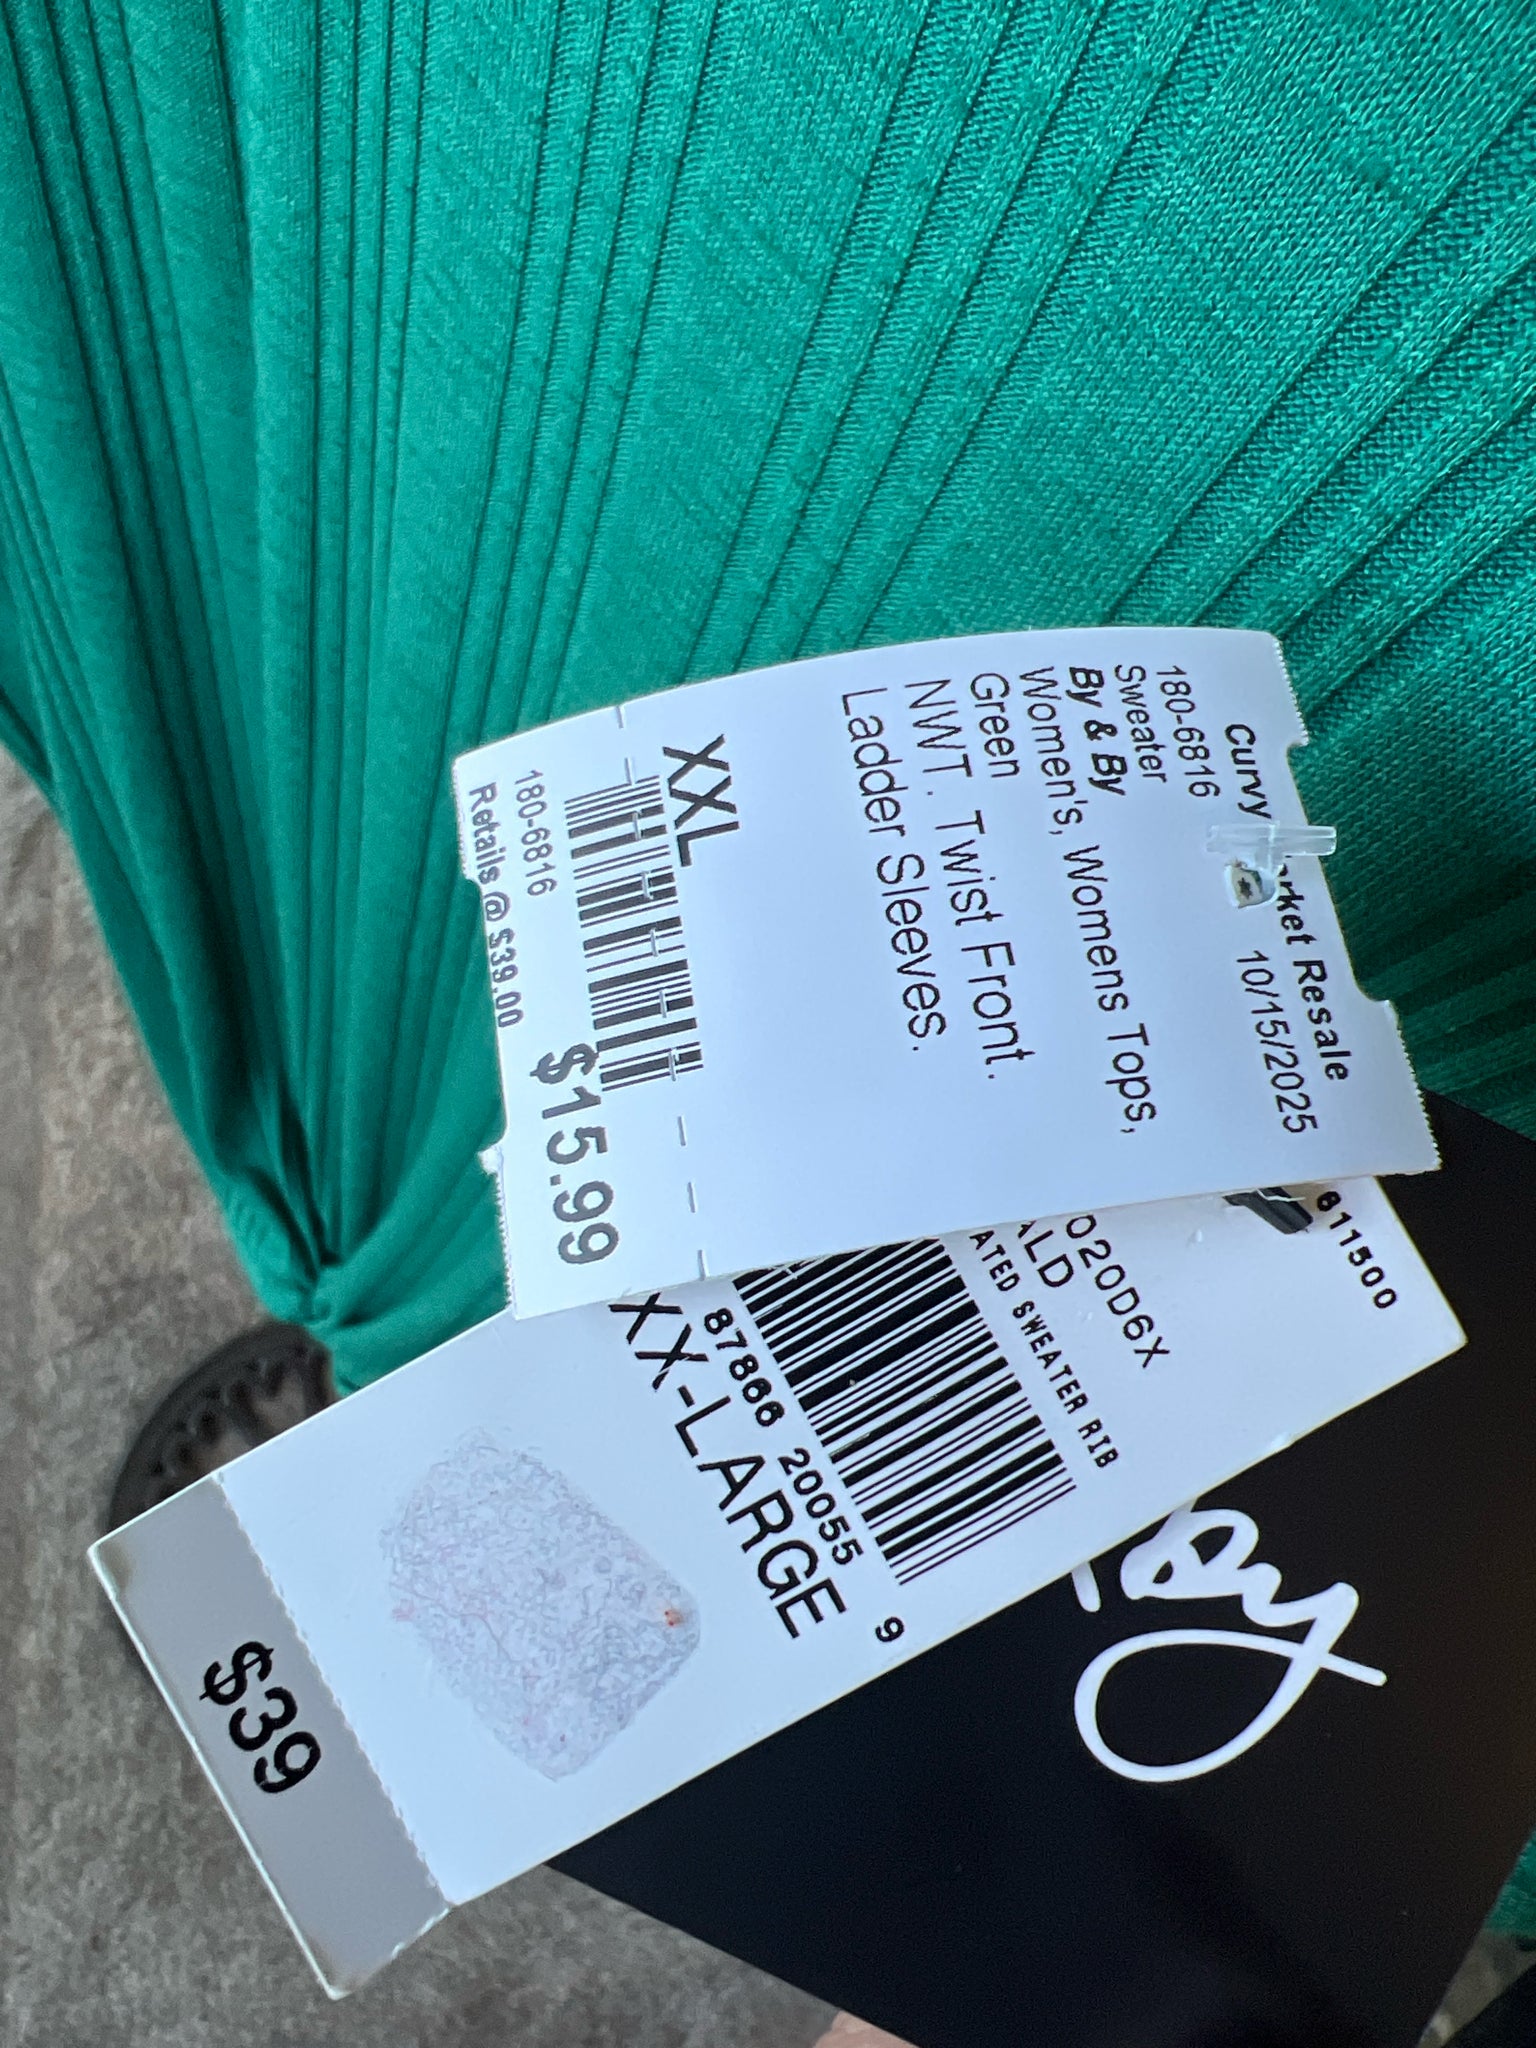 Curvy rket Resale
180-6816 10/15/2025
Sweater
By & By
Women's, Womens Tops,
Green
NWT. Twist Front.
Ladder Sleeves.
XXL
180-6816
Retails @ $39.00
$15.99
811500
020D6X
ALD
ATED SWEATER RIB
87866 20055 9
XX-LARGE
$39